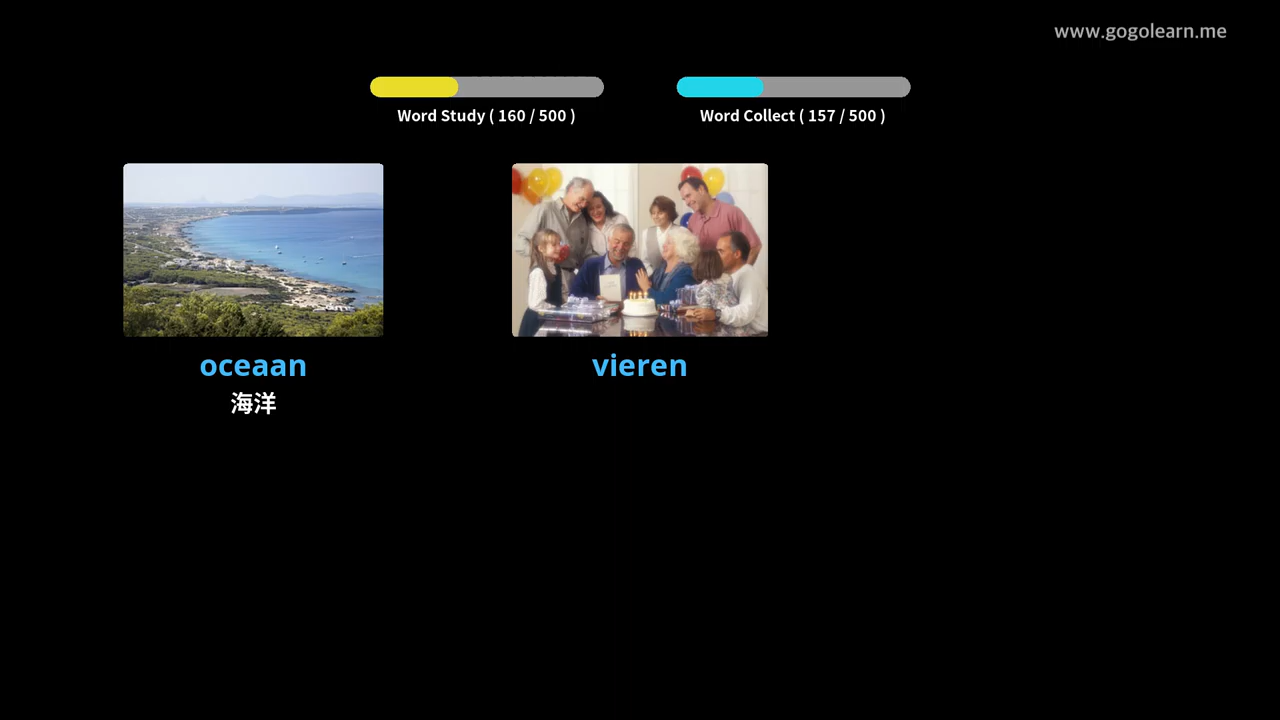 www.gogolearn.me
Word Study ( 160 / 500 )
Word Collect ( 157 / 500 )
oceaan
海洋
vieren